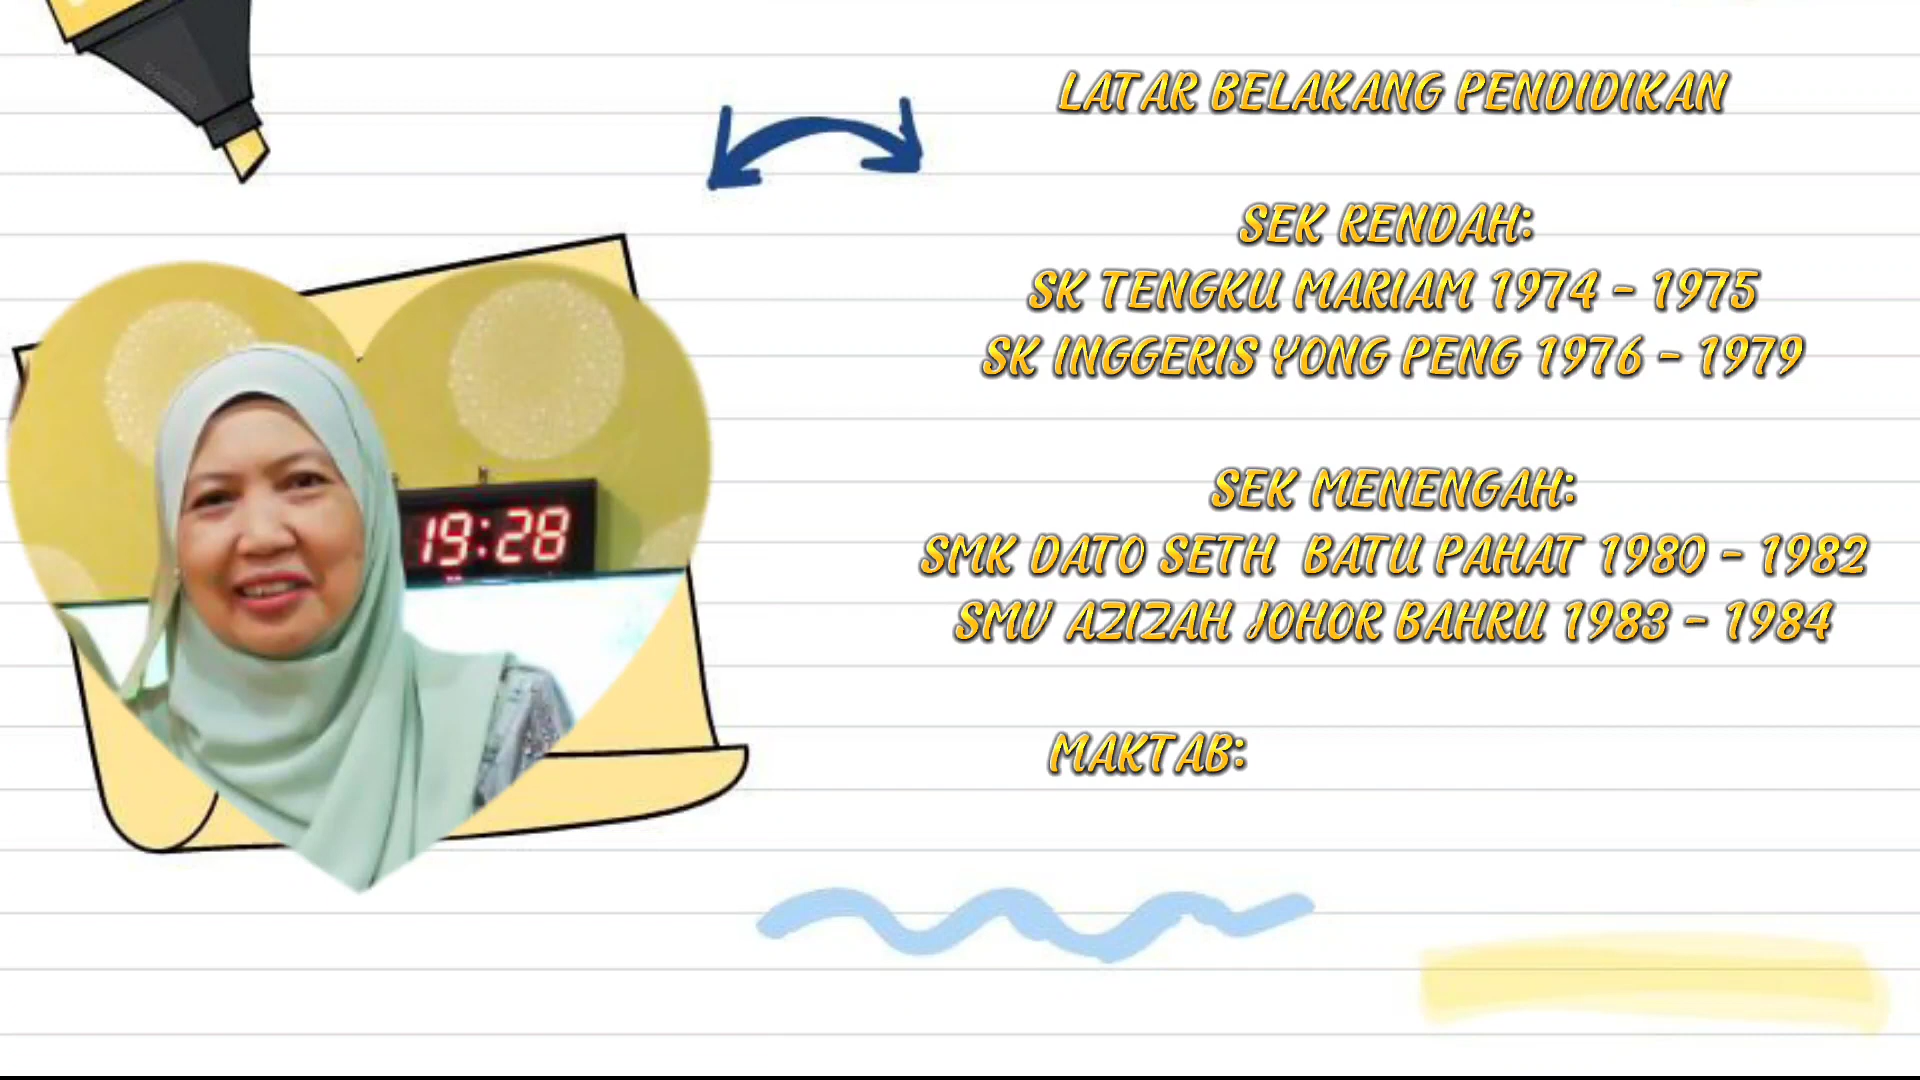 LATAR BELAKANG PENDIDIKAN
SEK RENDAH:
SK TENGKU MARIAM 1974 - 1975
SK INGGERIS YONG PENG 1976 - 1979
SEK MENENGAH:
SMK DATO SETH BATU PAHAT 1980 - 1982
SMV AZIZAH JOHOR BAHRU 1983 - 1984
MAKTAB:
19:28